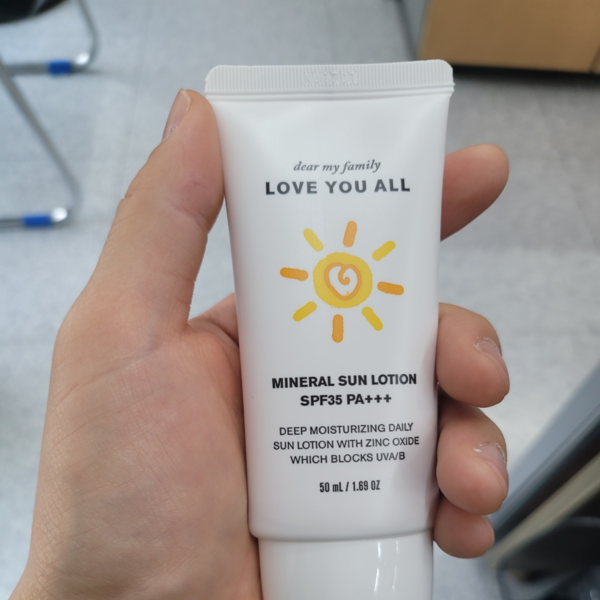 dear my family
LOVE YOU ALL
MINERAL SUN LOTION
SPF35 PA+++
DEEP MOISTURIZING DAILY
SUN LOTION WITH ZINC OXIDE
WHICH BLOCKS UVA/B
50 mL / 1.69 OZ